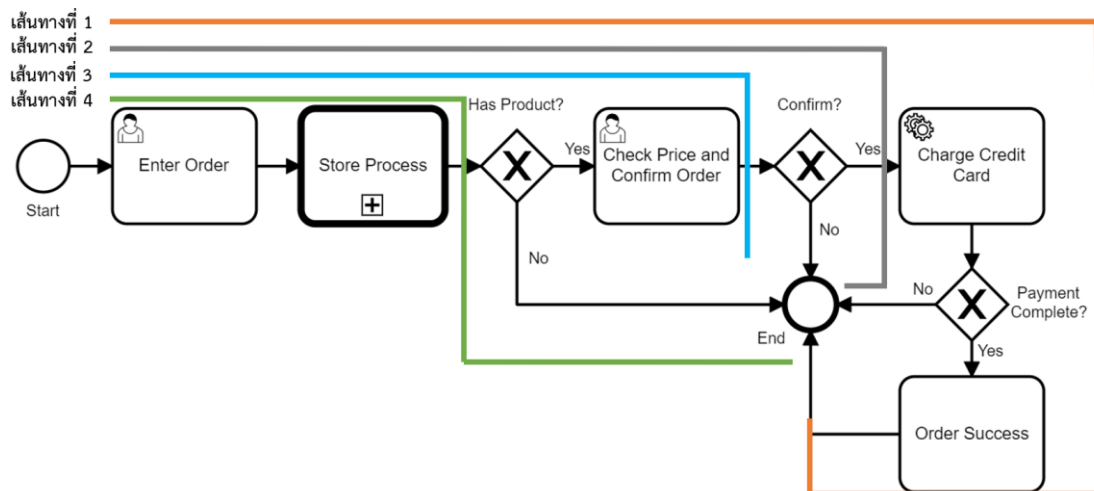 เส้นทางที่ 1
เส้นทางที่ 2
เส้นทางที่ 3
เส้นทางที่ 4
Has Product?
Confirm?
Enter Order
Store Process
Yes
Check Price and
Confirm Order
Yes
Charge Credit
Card
Start
No
No
No
Payment
Complete?
End
Yes
Order Success